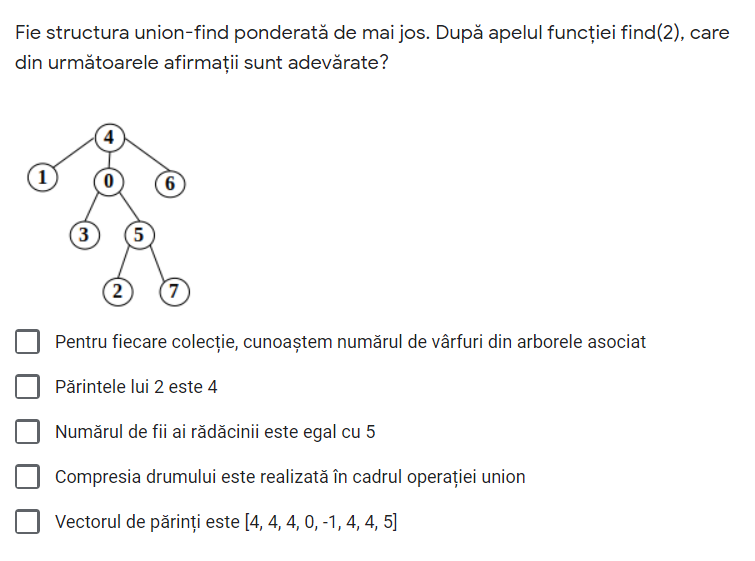 Fie structura union-find ponderată de mai jos. După apelul funcției find(2), care
din următoarele afirmații sunt adevărate?
4
1
0
6
3
5
2
7
Pentru fiecare colecție, cunoaștem numărul de vârfuri din arborele asociat
Părintele lui 2 este 4
Numărul de fii ai rădăcinii este egal cu 5
Compresia drumului este realizată în cadrul operației union
Vectorul de părinți este [4, 4, 4, 0, -1, 4, 4, 5]